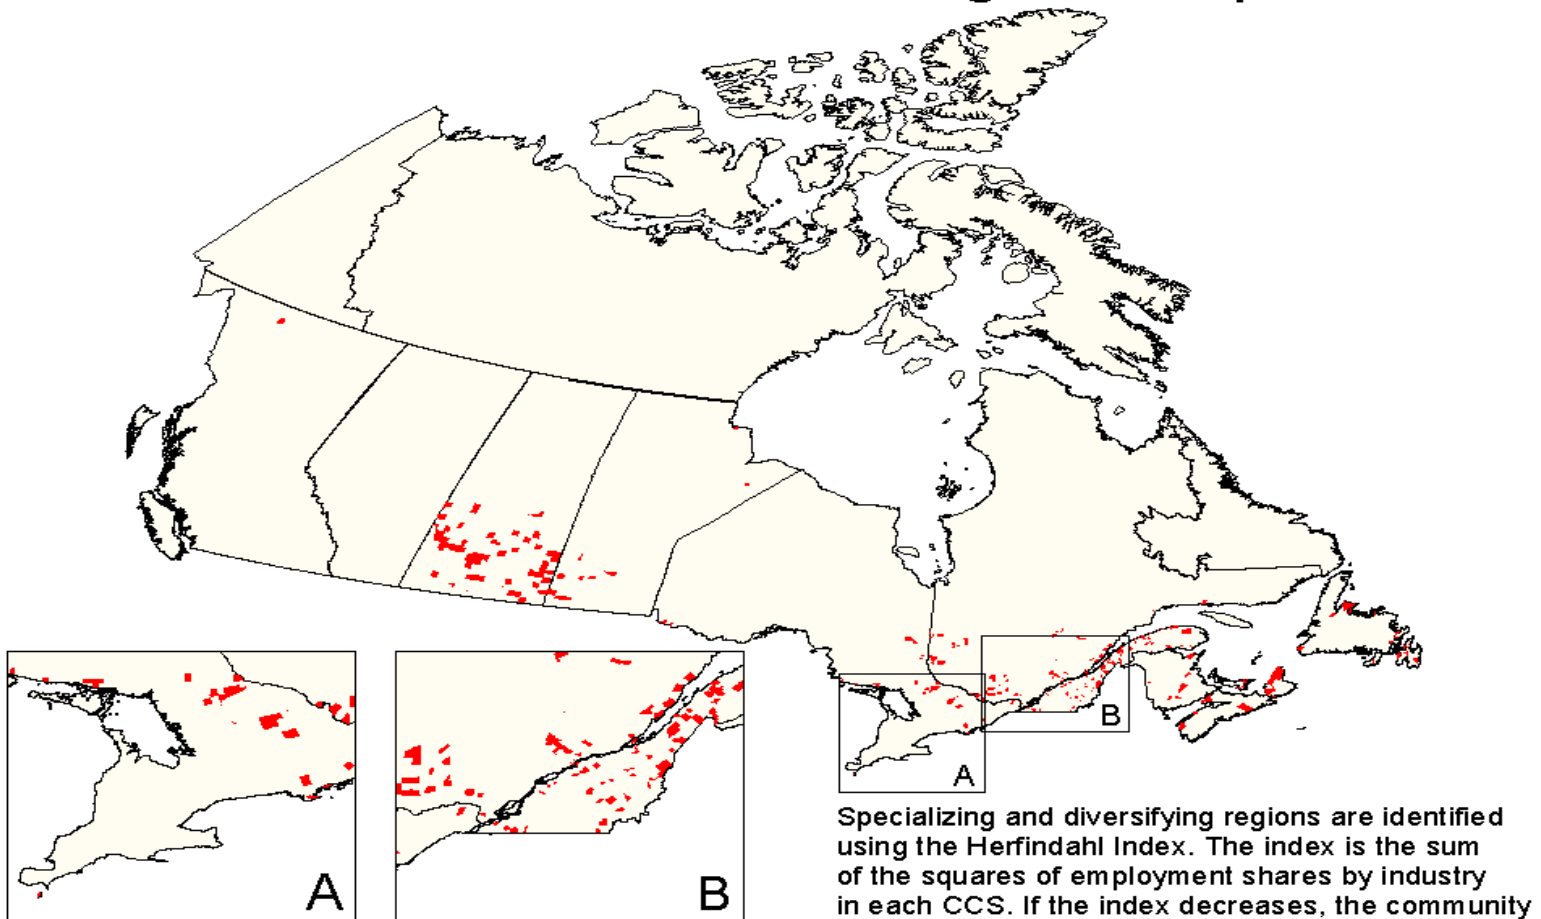 A
B
A
B
Specializing and diversifying regions are identified
using the Herfindahl Index. The index is the sum
of the squares of employment shares by industry
in each CCS. If the index decreases, the community